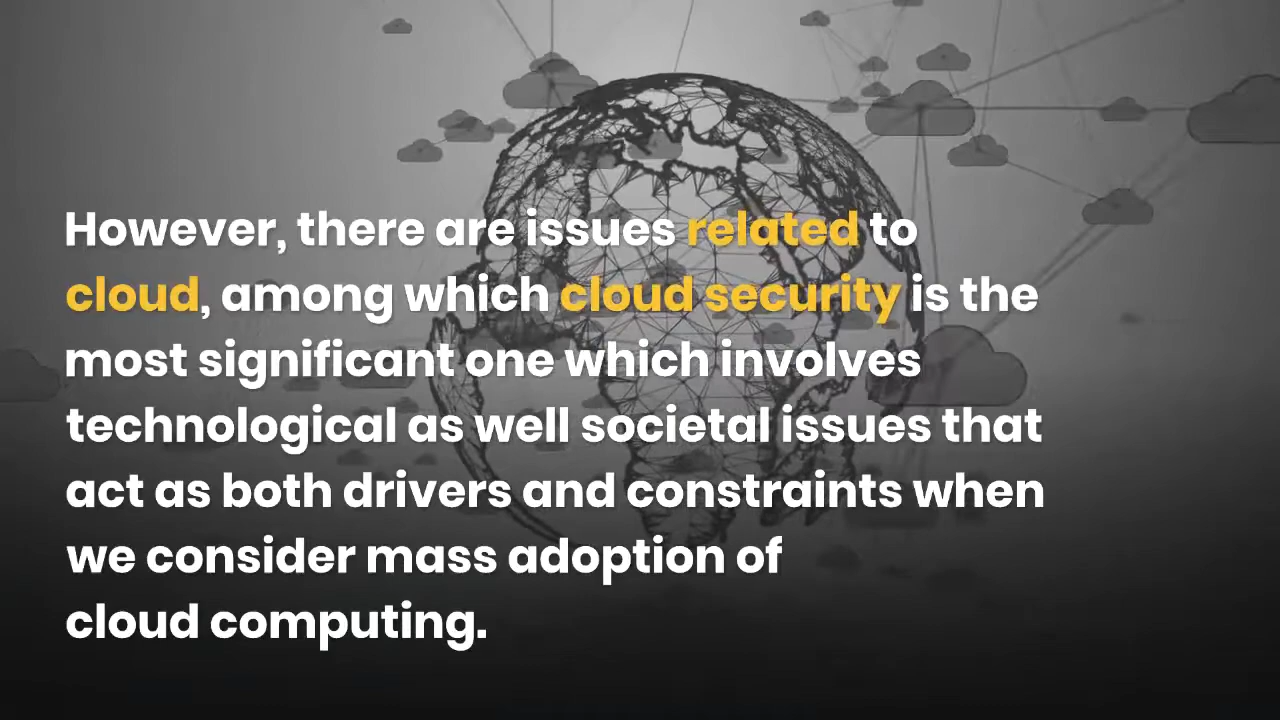 However, there are issues related to
cloud, among which cloud security is the
most significant one which involves
technological as well societal issues that
act as both drivers and constraints when
we consider mass adoption of
cloud computing.